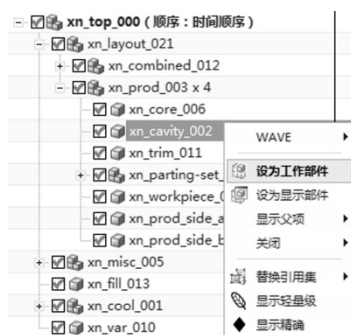 xn_top_000（顺序：时间顺序）
xn_layout_021
xn_combined_012
xn_prod_003 x 4
xn_core_006
xn_cavity_002
xn_trim_011
xn_parting-set_
xn_workpiece_0
xn_prod_side_a
xn_prod_side_b
xn_misc_005
xn_fill_013
xn_cool_001
xn_var_010
WAVE
设为工作部件
设为显示部件
显示父项
关闭
替换引用集
显示轻量级
显示精确